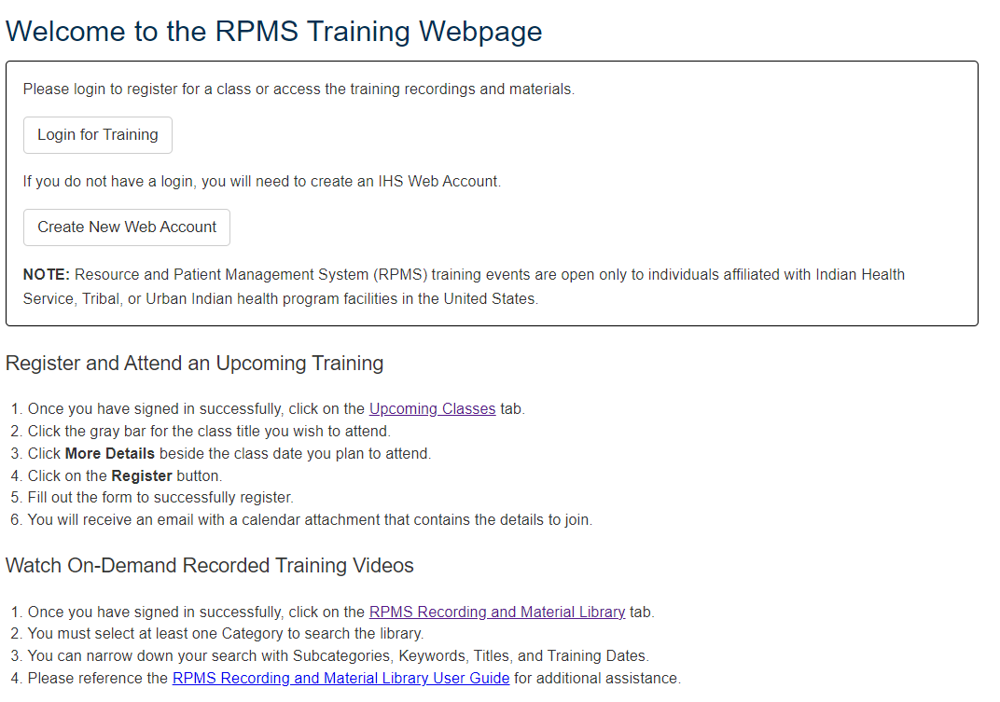 Welcome to the RPMS Training Webpage
Please login to register for a class or access the training recordings and materials.
Login for Training
If you do not have a login, you will need to create an IHS Web Account.
Create New Web Account
NOTE: Resource and Patient Management System (RPMS) training events are open only to individuals affiliated with Indian Health
Service, Tribal, or Urban Indian health program facilities in the United States.
Register and Attend an Upcoming Training
1. Once you have signed in successfully, click on the Upcoming Classes tab.
2. Click the gray bar for the class title you wish to attend.
3. Click More Details beside the class date you plan to attend.
4. Click on the Register button.
5. Fill out the form to successfully register.
6. You will receive an email with a calendar attachment that contains the details to join.
Watch On-Demand Recorded Training Videos
1. Once you have signed in successfully, click on the RPMS Recording and Material Library tab.
2. You must select at least one Category to search the library.
3. You can narrow down your search with Subcategories, Keywords, Titles, and Training Dates.
4. Please reference the RPMS Recording and Material Library User Guide for additional assistance.